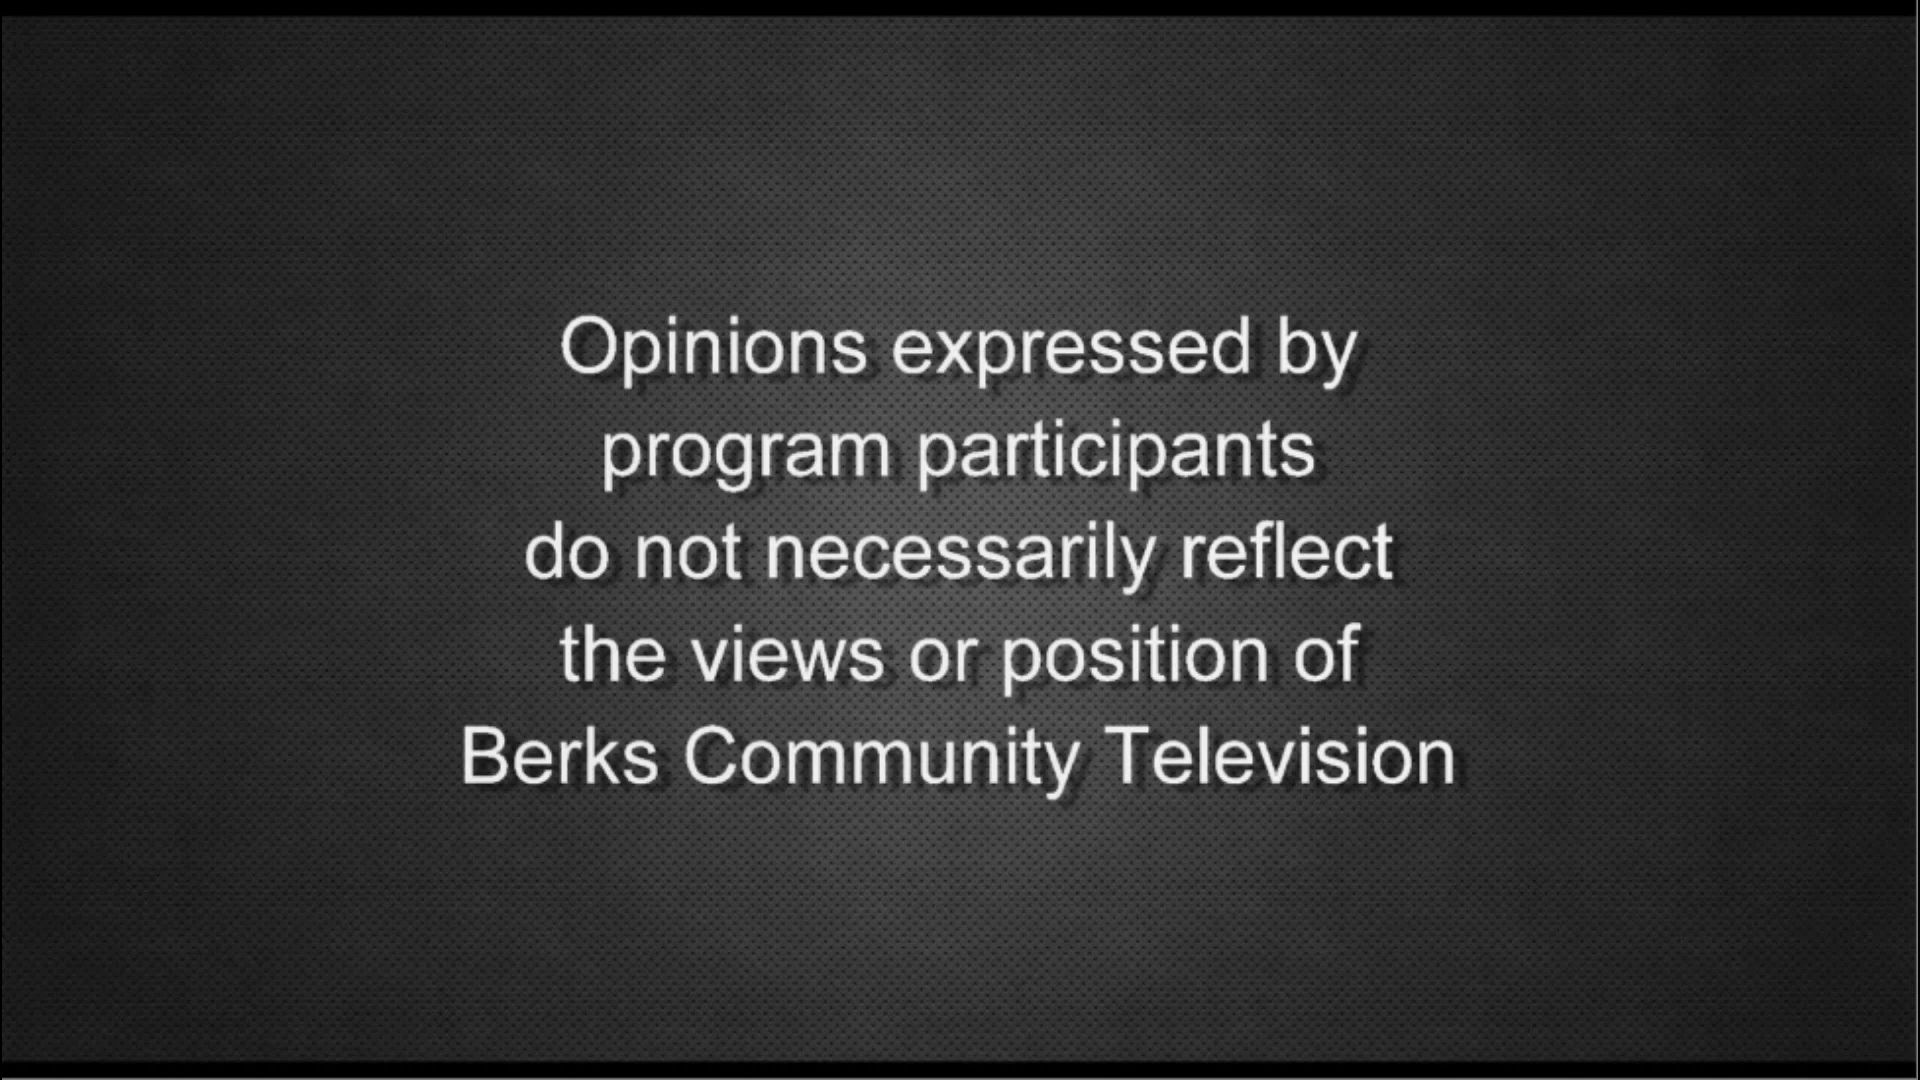 Opinions expressed by
program participants
do not necessarily reflect
the views or position of
Berks Community Television